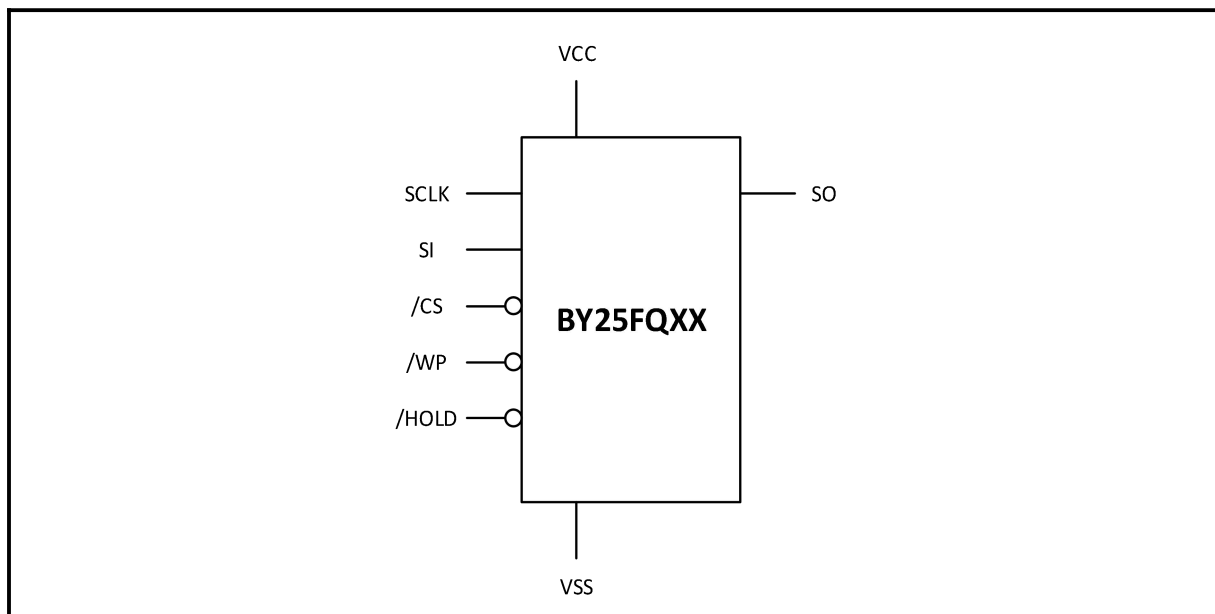 VCC
SCLK
SO
SI
/CS
BY25FQXX
/WP
/HOLD
VSS